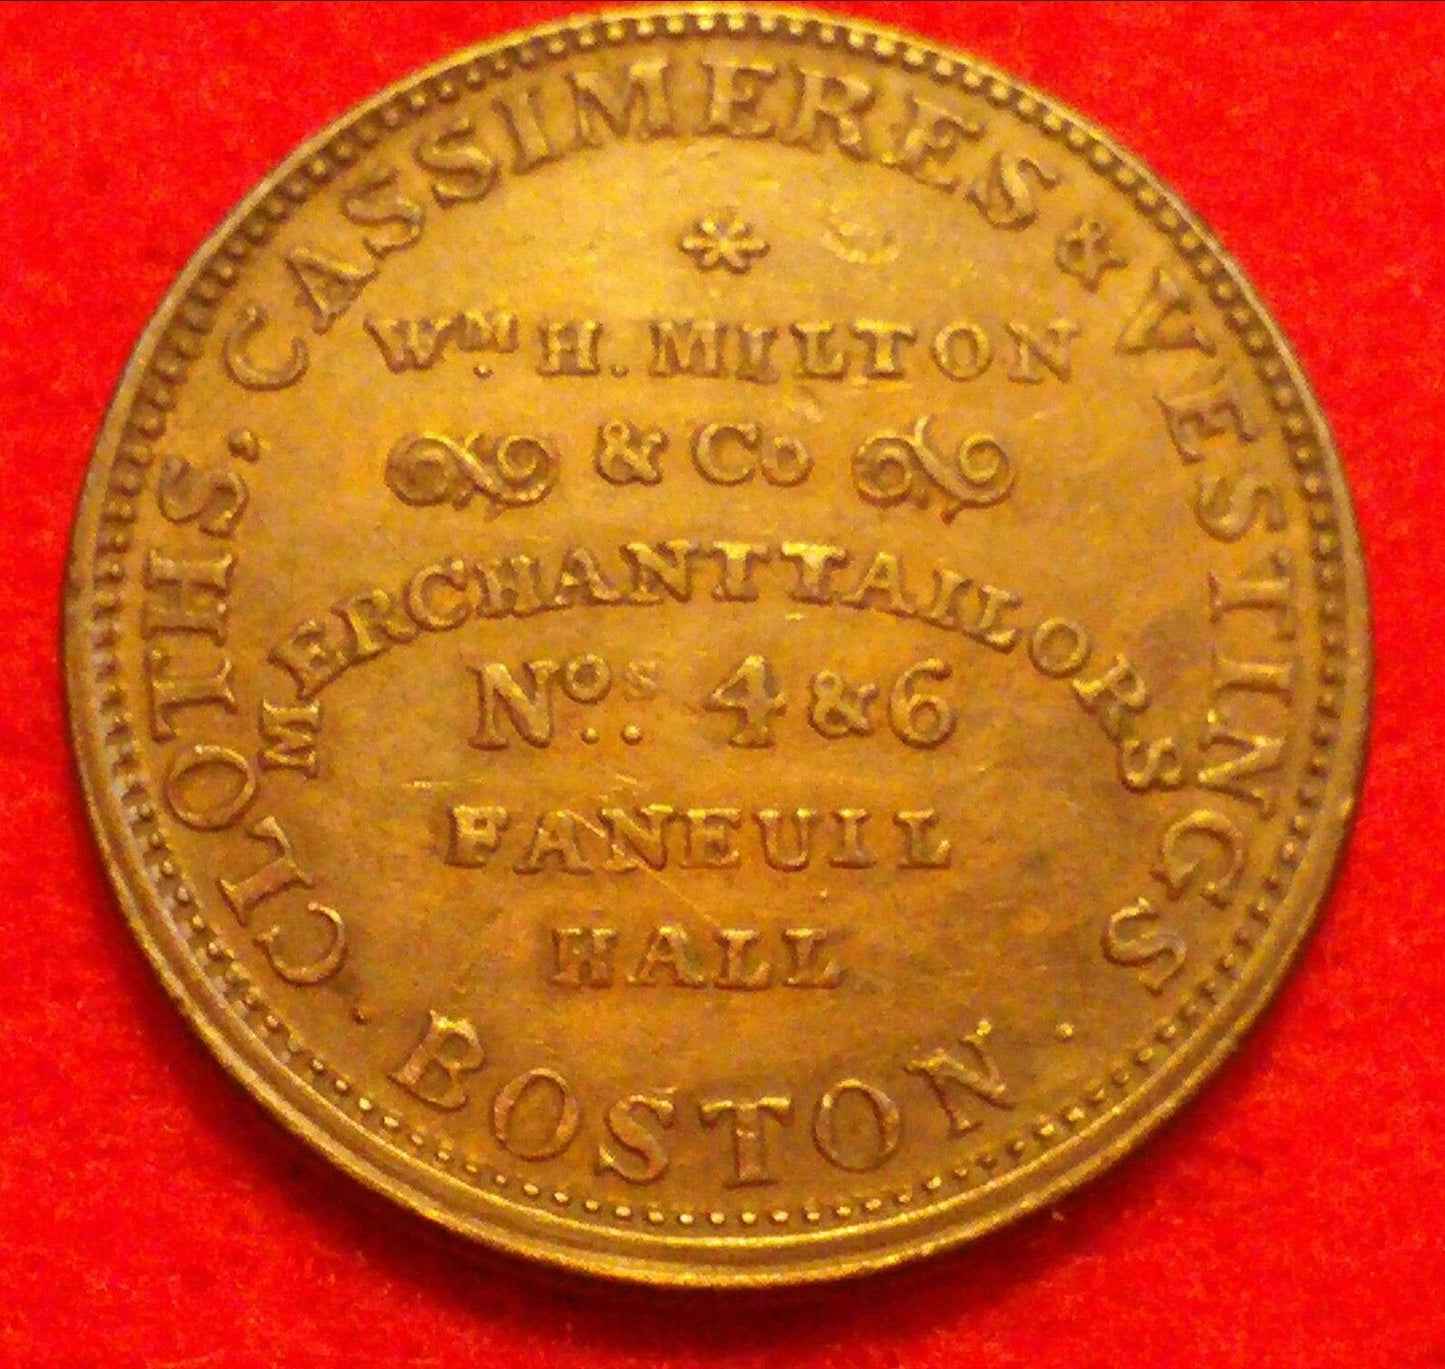 CLOTHS. CASSIMERES & VESTINGS
Wᴹ. H. MILTON
& Co
MERCHANT TAILORS
Nᵒˢ. 4 & 6
FANEUIL
HALL
. BOSTON .